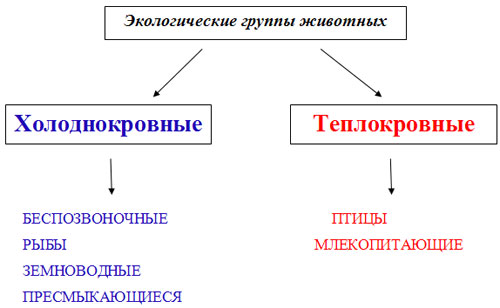 Экологические группы животных
Холоднокровные
Теплокровные
БЕСПОЗВОНОЧНЫЕ
РЫБЫ
ЗЕМНОВОДНЫЕ
ПРЕСМЫКАЮЩИЕСЯ
ПТИЦЫ
МЛЕКОПИТАЮЩИЕ